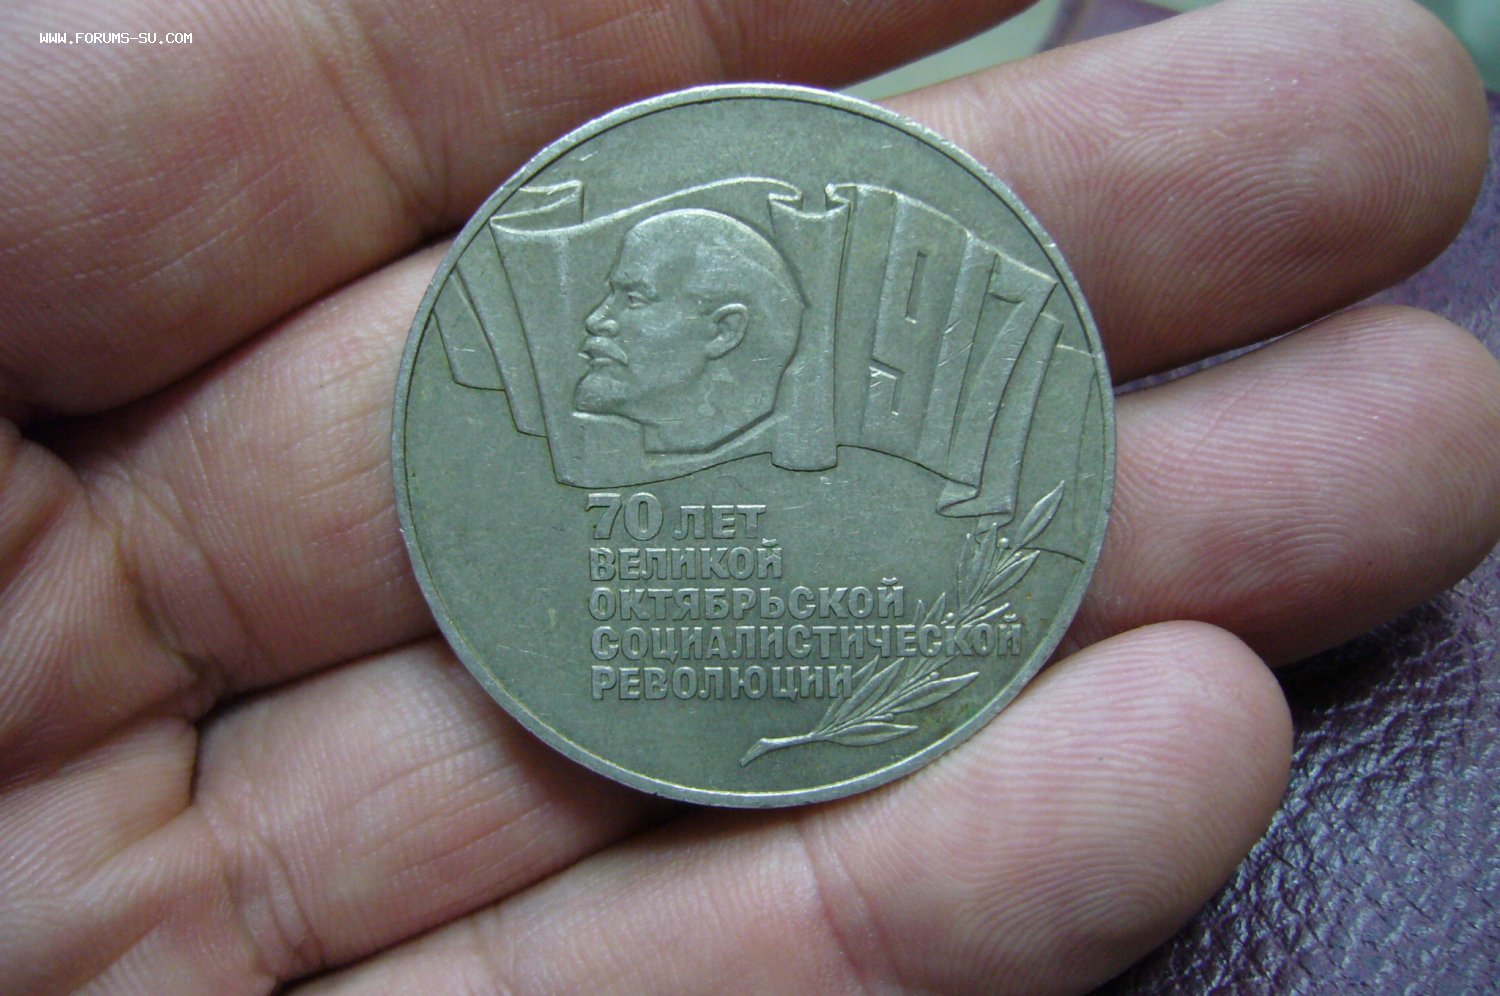 www.forums-su.com
1917
70 ЛЕТ
ВЕЛИКОЙ
ОКТЯБРЬСКОЙ
СОЦИАЛИСТИЧЕСКОЙ
РЕВОЛЮЦИИ